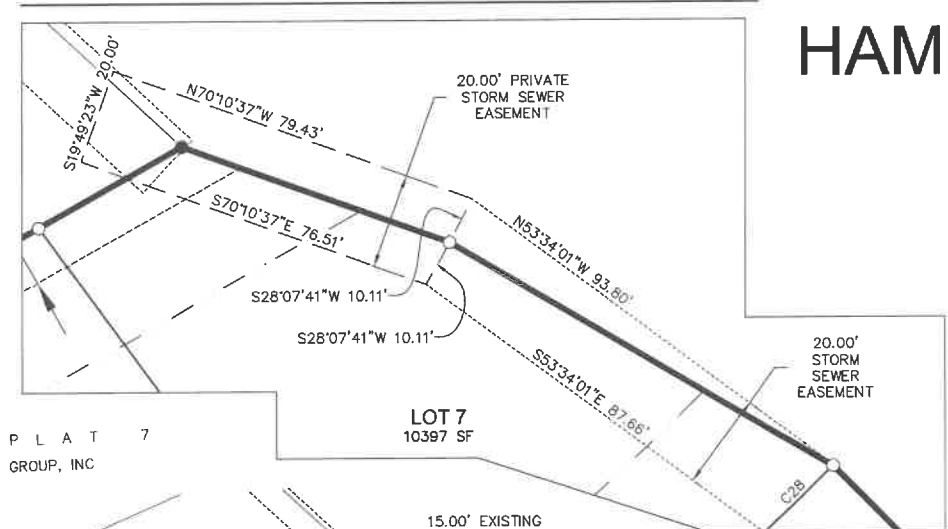 HAM
20.00' PRIVATE
STORM SEWER
EASEMENT
S19°49'23"W 20.00'
N70°10'37"W 79.43'
S70°10'37"E 76.51'
N53°34'01"W 93.80'
S28°07'41"W 10.11'
S28°07'41"W 10.11'
S53°34'01"E 87.66'
20.00'
STORM
SEWER
EASEMENT
LOT 7
10397 SF
C28
PLAT 7
GROUP, INC
15.00' EXISTING